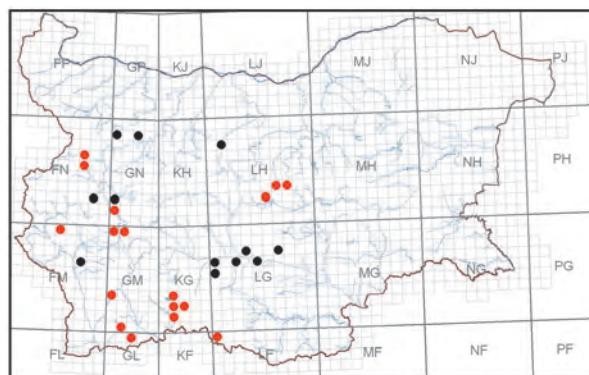 FP GP KJ LJ MJ NJ PJ
FN GN KH LH MH NH PH
FM GM KG LG MG NG PG
FL GL KF LF MF NF PF